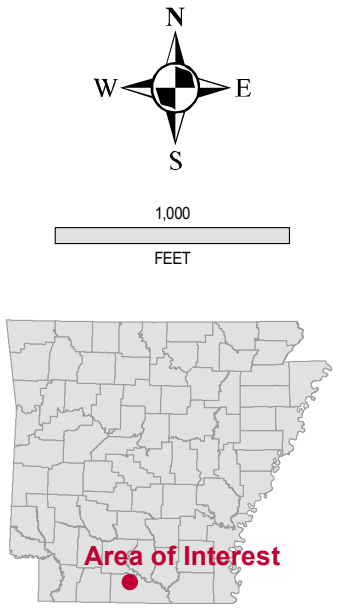 N
W E
S
1,000
FEET
Area of Interest